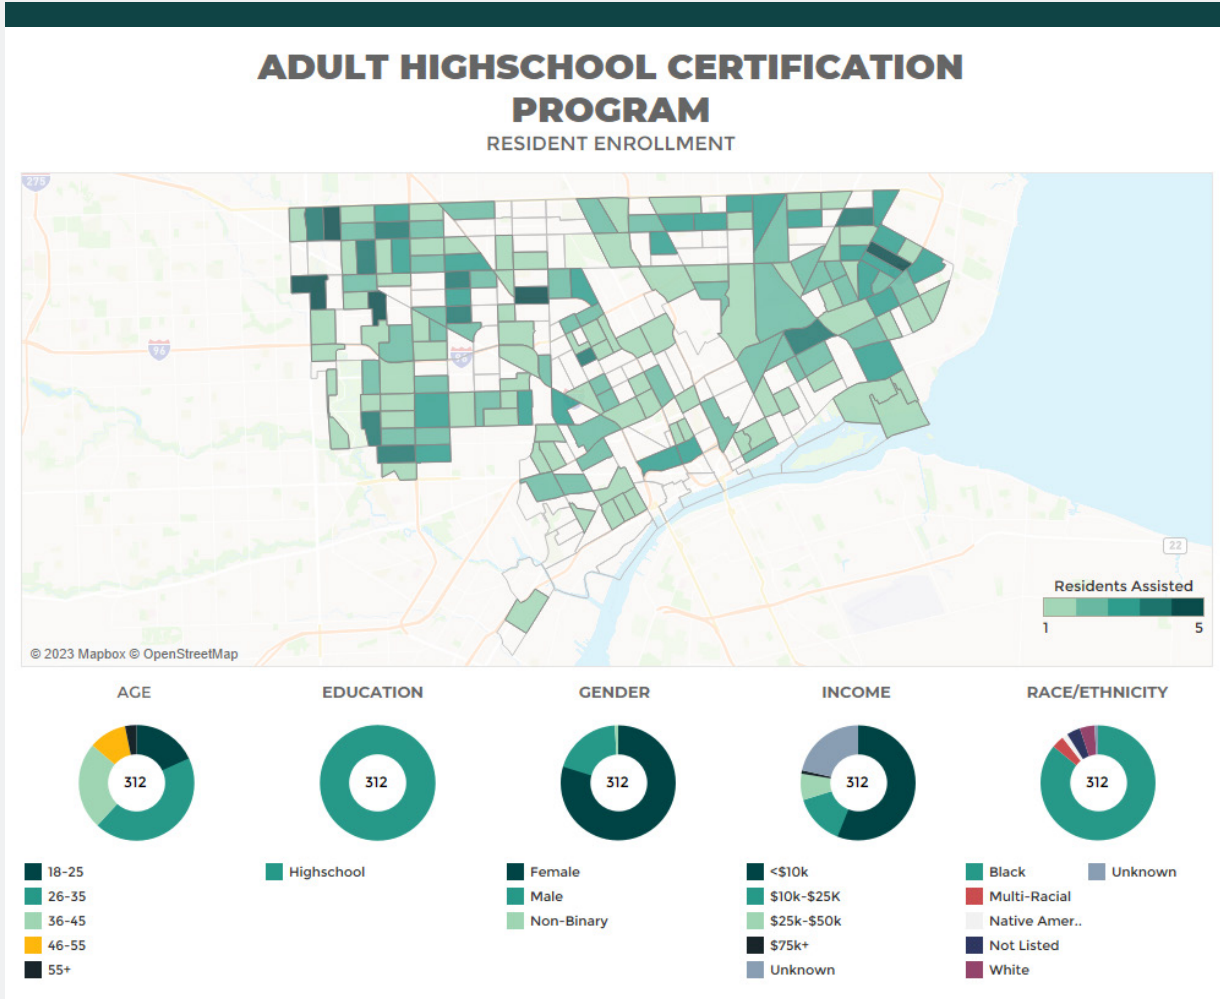 ADULT HIGHSCHOOL CERTIFICATION
PROGRAM
RESIDENT ENROLLMENT
275
96
22
Residents Assisted
1 5
© 2023 Mapbox © OpenStreetMap
AGE EDUCATION GENDER INCOME RACE/ETHNICITY
312 312 312 312 312
18-25 Highschool Female <$10k Black Unknown
26-35 Male $10k-$25K Multi-Racial
36-45 Non-Binary $25k-$50k Native Amer..
46-55 $75k+ Not Listed
55+ Unknown White